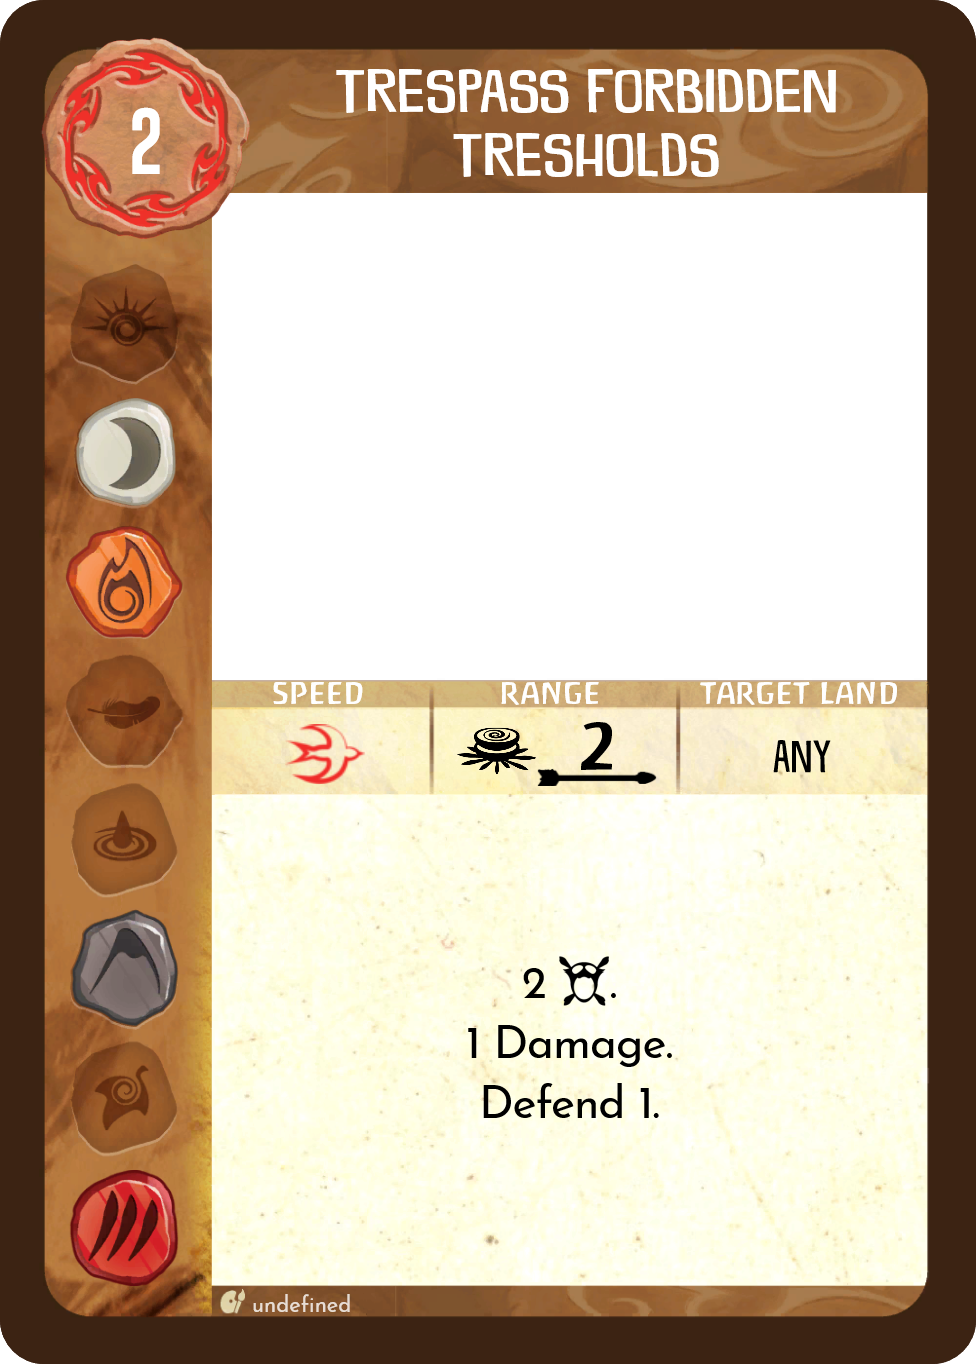 2
TRESPASS FORBIDDEN
TRESHOLDS
SPEED
RANGE
TARGET LAND
2
ANY
2 .
1 Damage.
Defend 1.
undefined